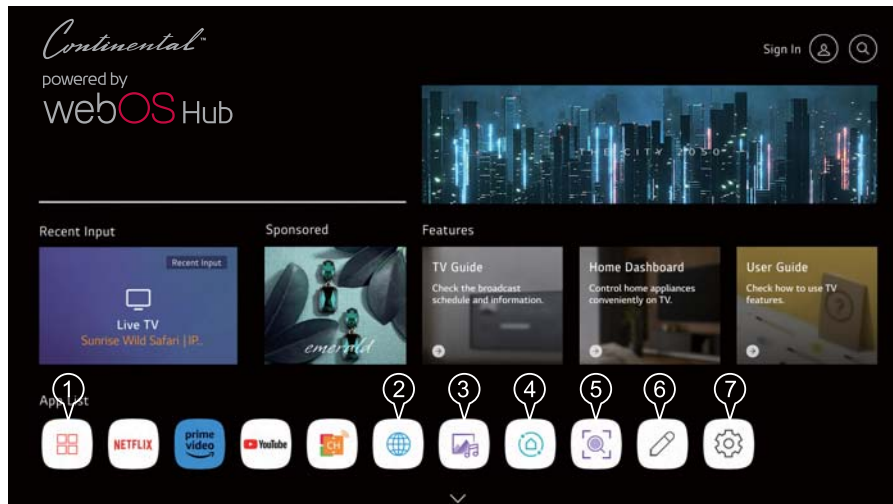 Continental™
Sign In
powered by
webOS Hub
THE CITY 2050
Recent Input
Sponsored
Features
Recent Input
Live TV
Sunrise Wild Safari | IP..
emerald
TV Guide
Check the broadcast
schedule and information.
Home Dashboard
Control home appliances
conveniently on TV.
User Guide
Check how to use TV
features.
App List
1
2
3
4
5
6
7
NETFLIX
prime
video
YouTube
CH